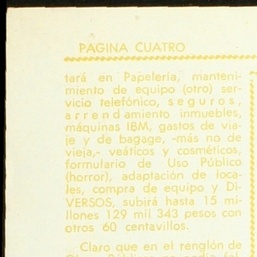 PAGINA CUATRO
tará en Papelería, manteni-
miento de equipo (otro) ser-
vicio telefónico, seguros,
arrendamiento inmuebles,
máquinas IBM, gastos de via-
je y de bagage; -más no de
vieja,- veáticos y cosméticos,
formulario de Uso Público
(horror), adaptación de loca-
les, compra de equipo y DI-
VERSOS, subirá hasta 15 mi-
llones 129 mil 343 pesos con
otros 60 centavillos.
Claro que en el renglón de